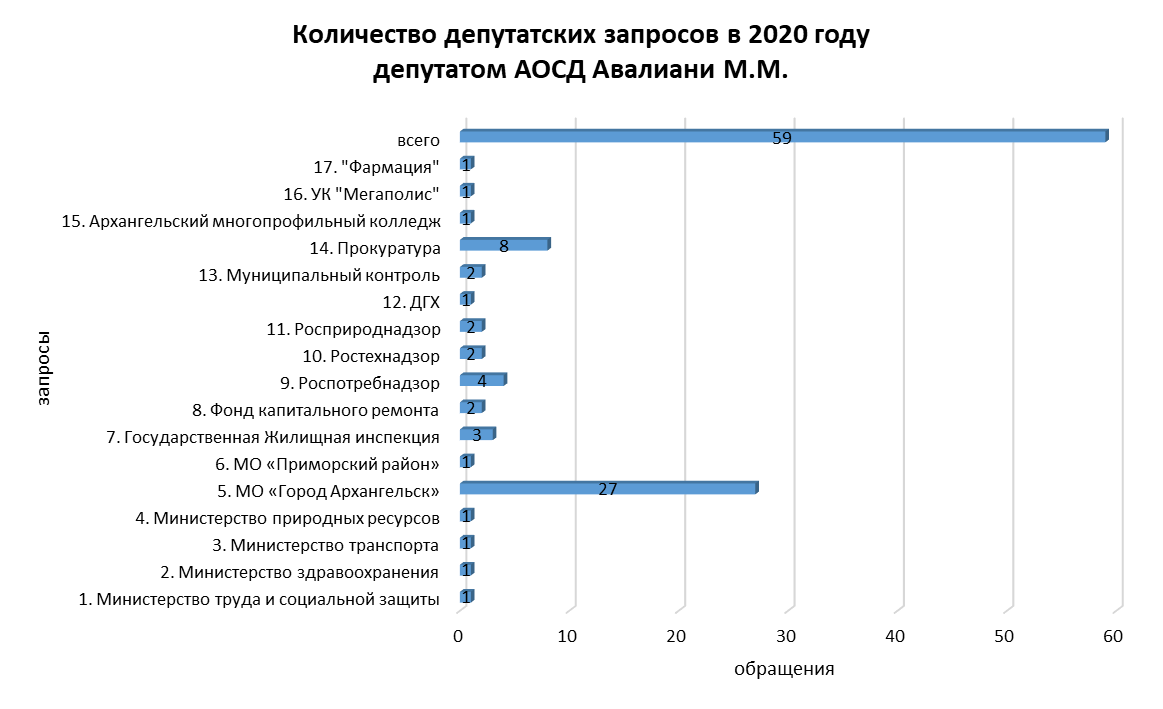 Количество депутатских запросов в 2020 году
депутатом АОСД Авалиани М.М.
всего 59
17. "Фармация" 1
16. УК "Мегаполис" 1
15. Архангельский многопрофильный колледж 1
14. Прокуратура 8
13. Муниципальный контроль 2
12. ДГХ 1
11. Росприроднадзор 2
10. Ростехнадзор 2
9. Роспотребнадзор 4
8. Фонд капитального ремонта 2
7. Государственная Жилищная инспекция 3
6. МО «Приморский район» 1
5. МО «Город Архангельск» 27
4. Министерство природных ресурсов 1
3. Министерство транспорта 1
2. Министерство здравоохранения 1
1. Министерство труда и социальной защиты 1
запросы
0 10 20 30 40 50 60
обращения